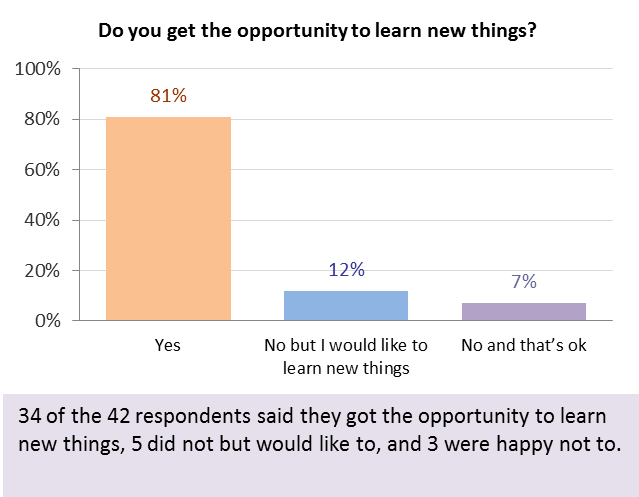 Do you get the opportunity to learn new things?
100%
81%
80%
60%
40%
20%
12%
7%
0%
Yes
No but I would like to
learn new things
No and that's ok
34 of the 42 respondents said they got the opportunity to learn
new things, 5 did not but would like to, and 3 were happy not to.